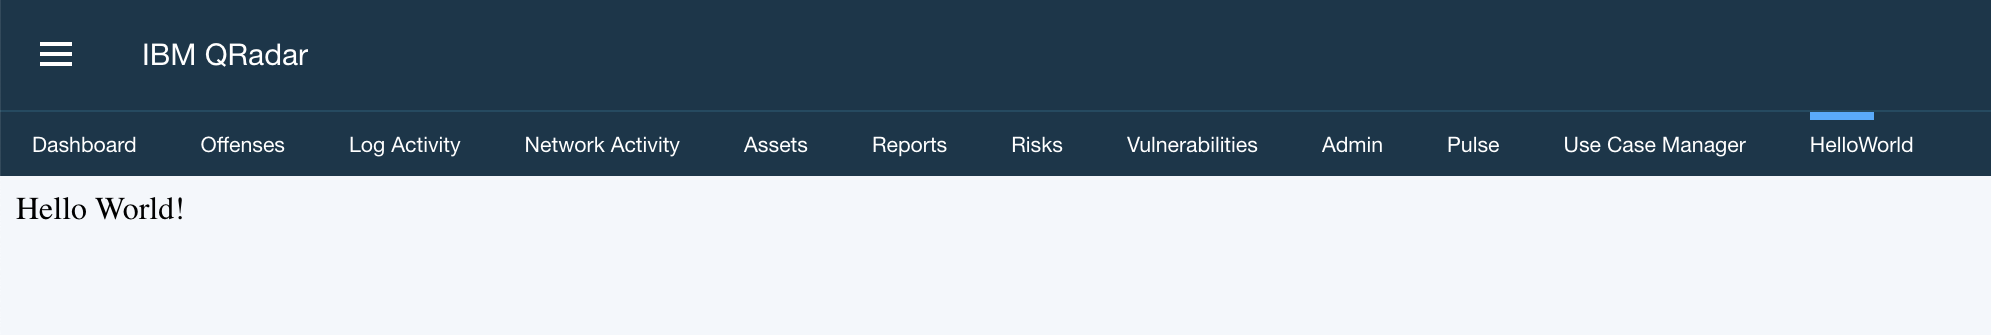 IBM QRadar
Dashboard Offenses Log Activity Network Activity Assets Reports Risks Vulnerabilities Admin Pulse Use Case Manager HelloWorld
Hello World!